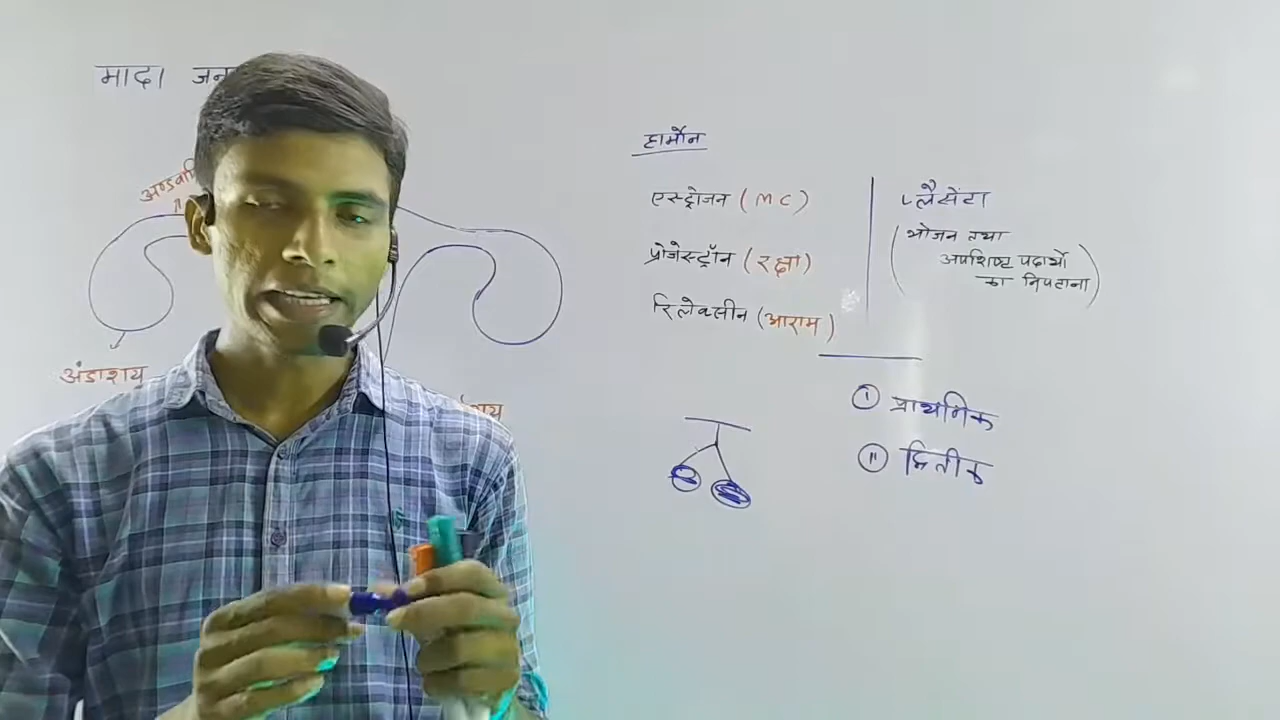 मादा जन
अण्डवा
अंडाशय
शय
हार्मोन
एस्ट्रोजन (MC)
प्रोजेस्ट्रॉन (रक्षा)
रिलेक्सीन (आराम)
प्लैसेंटा
(भोजन तथा
अपशिष्ट पदार्थो
का निपटाना)
① प्राथमिक
② द्वितीक